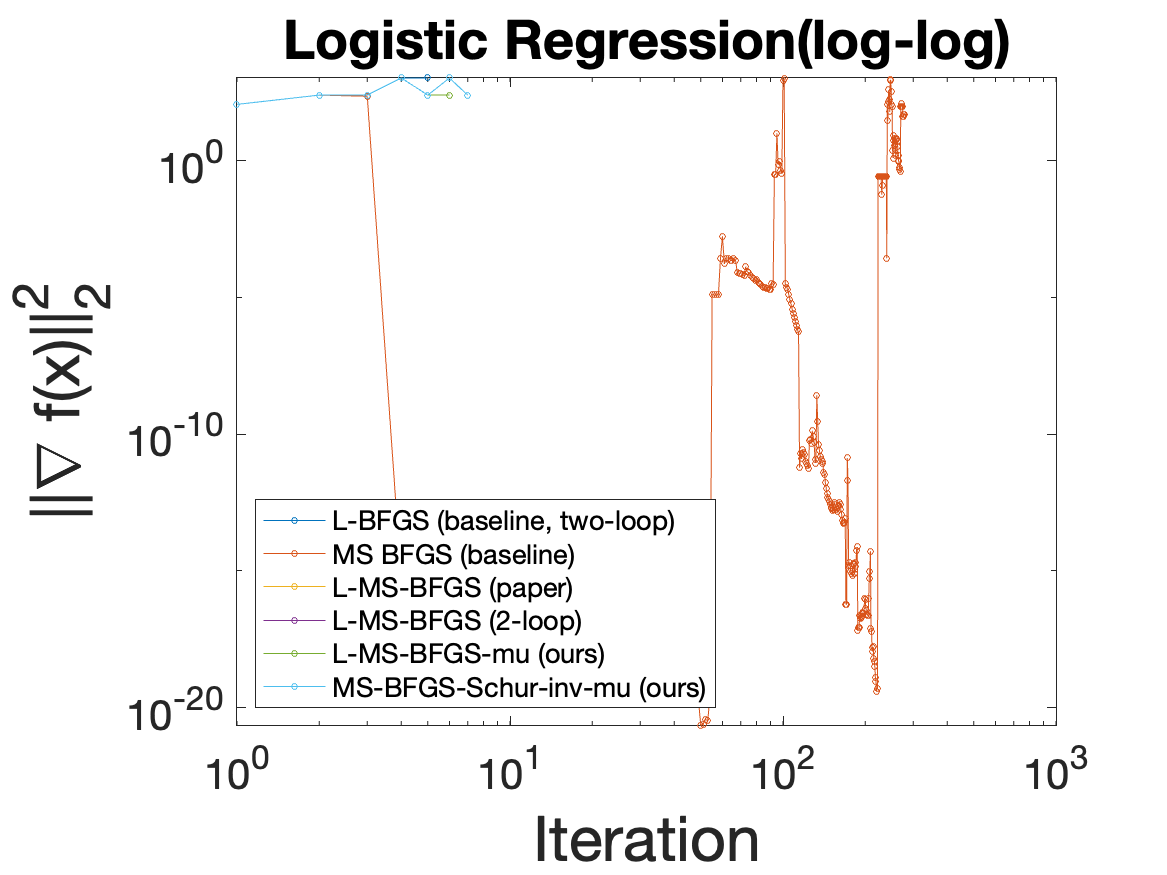 Logistic Regression(log-log)
10^0
10^-10
10^-20
||∇ f(x)||_2^2
L-BFGS (baseline, two-loop)
MS BFGS (baseline)
L-MS-BFGS (paper)
L-MS-BFGS (2-loop)
L-MS-BFGS-mu (ours)
MS-BFGS-Schur-inv-mu (ours)
10^0 10^1 10^2 10^3
Iteration